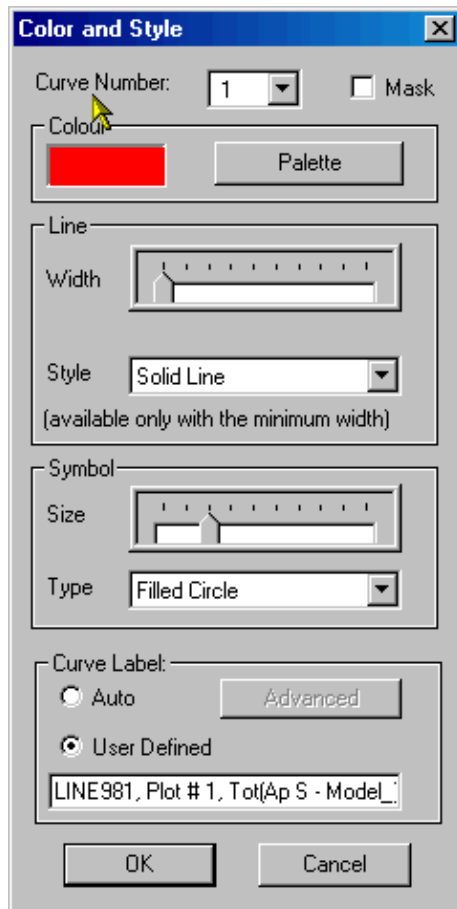 Color and Style
Curve Number: 1 Mask
Colour
Palette
Line
Width
Style Solid Line
(available only with the minimum width)
Symbol
Size
Type Filled Circle
Curve Label:
Auto Advanced
User Defined
LINE981, Plot # 1, Tot(Ap S - Model_
OK Cancel